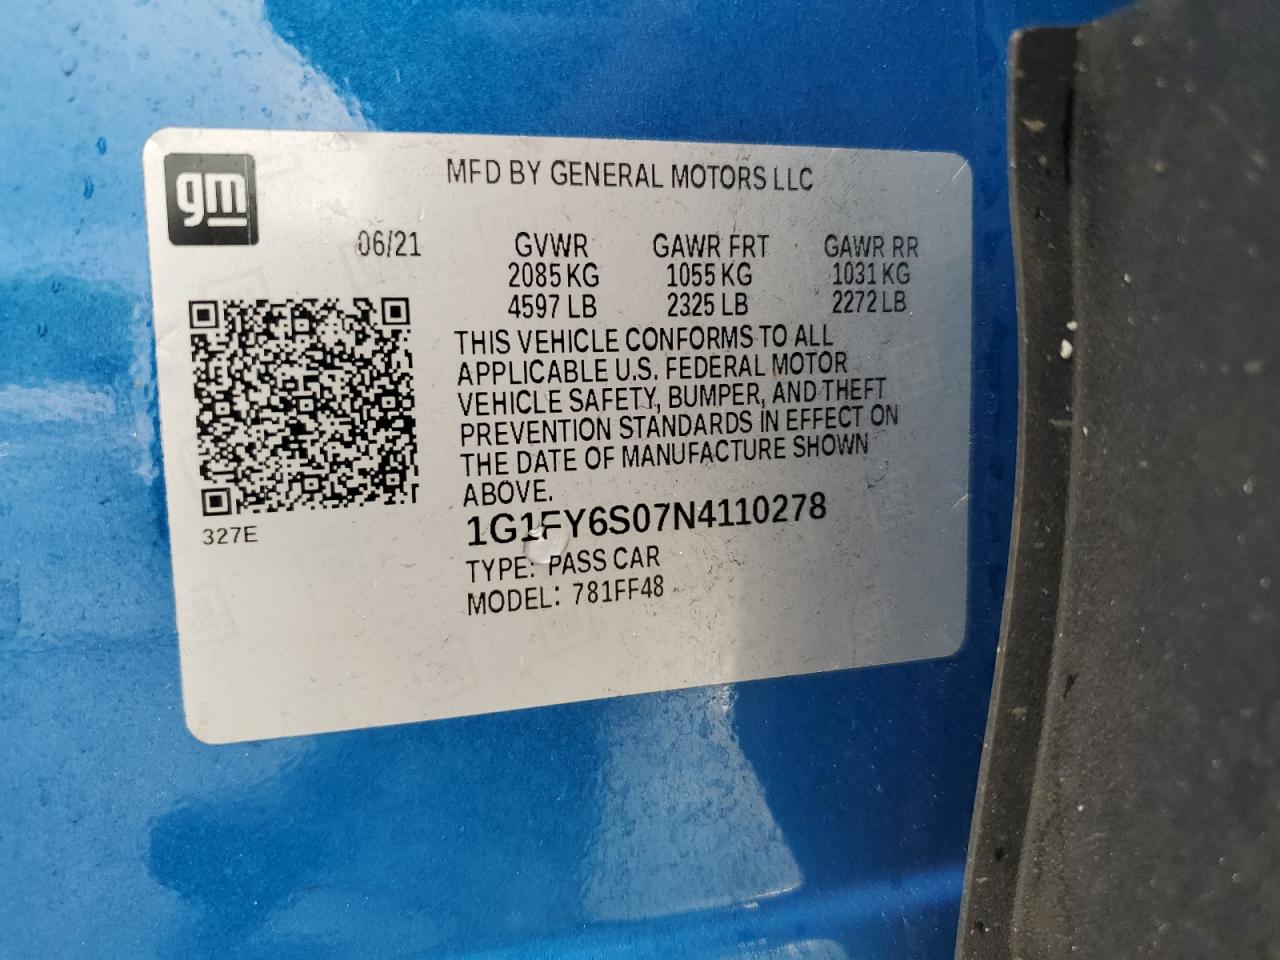 gm
MFD BY GENERAL MOTORS LLC
06/21 GVWR GAWR FRT GAWR RR
2085 KG 1055 KG 1031 KG
4597 LB 2325 LB 2272 LB
THIS VEHICLE CONFORMS TO ALL
APPLICABLE U.S. FEDERAL MOTOR
VEHICLE SAFETY, BUMPER, AND THEFT
PREVENTION STANDARDS IN EFFECT ON
THE DATE OF MANUFACTURE SHOWN
ABOVE.
327E
1G1FY6S07N4110278
TYPE: PASS CAR
MODEL: 781FF48